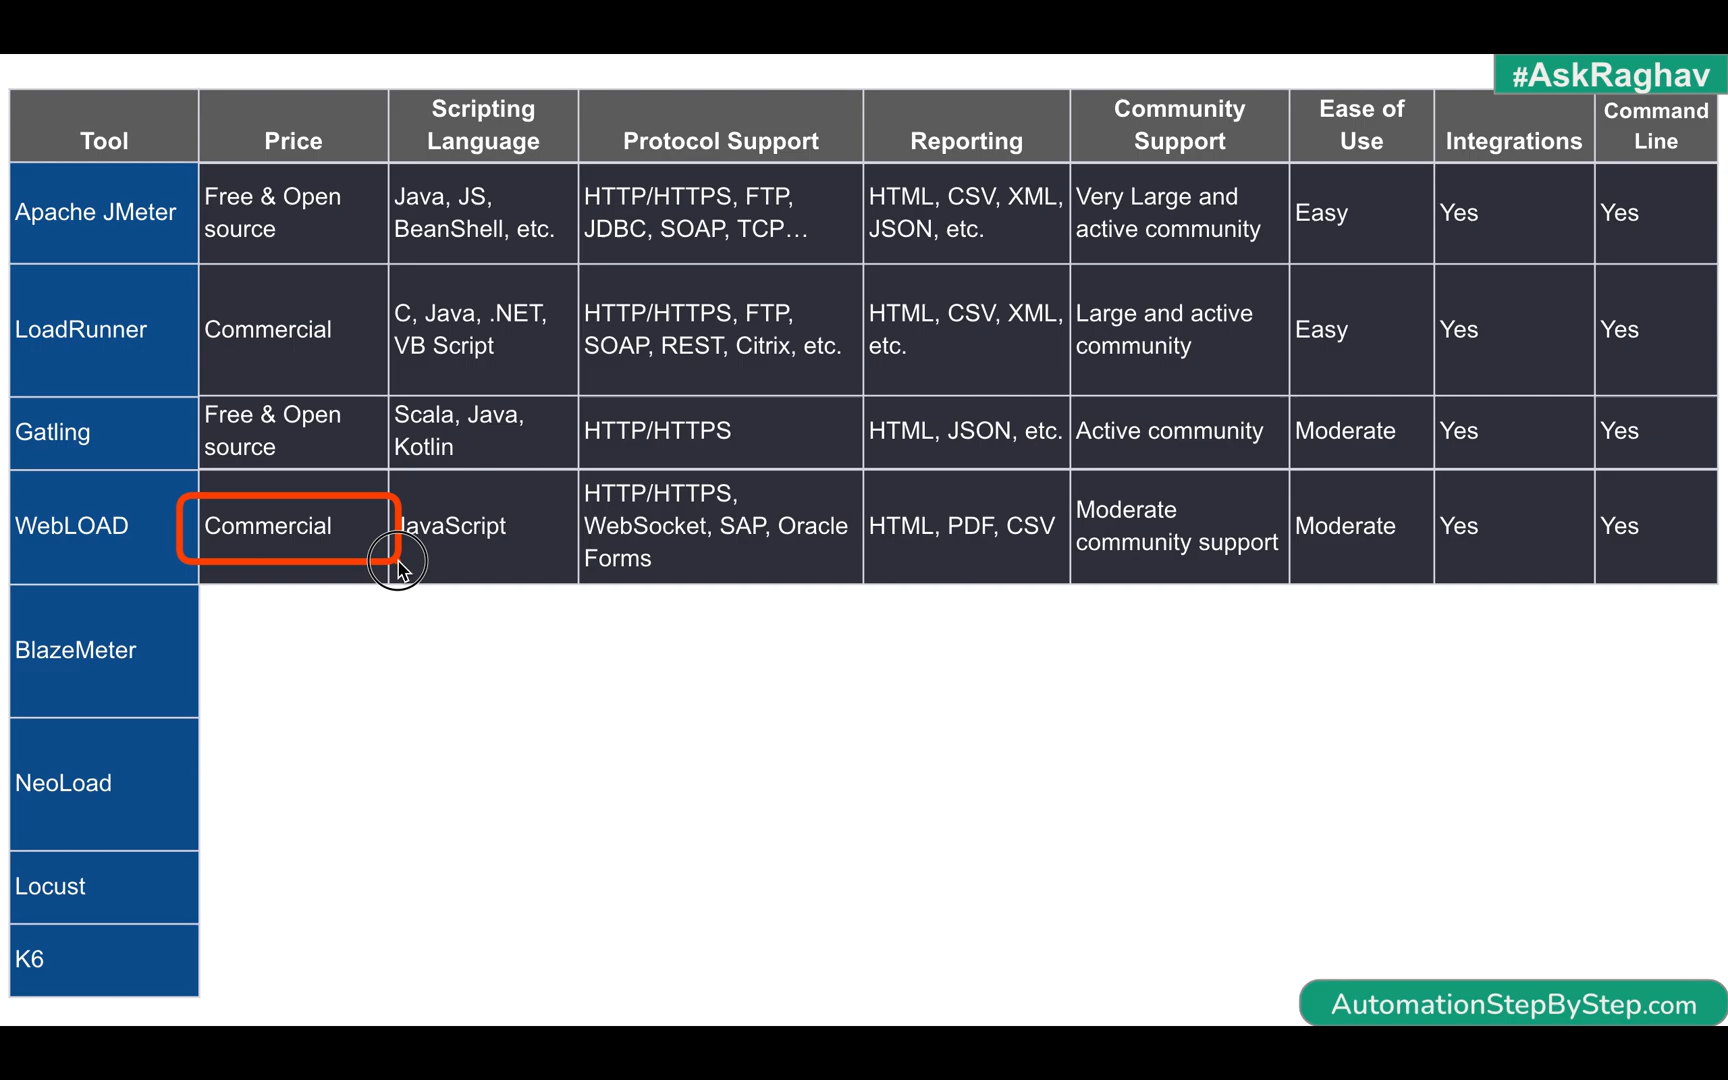 #AskRaghav
Tool
Price
Scripting
Language
Protocol Support
Reporting
Community
Support
Ease of
Use
Integrations
Command
Line
Apache JMeter
Free & Open
source
Java, JS,
BeanShell, etc.
HTTP/HTTPS, FTP,
JDBC, SOAP, TCP…
HTML, CSV, XML,
JSON, etc.
Very Large and
active community
Easy
Yes
Yes
LoadRunner
Commercial
C, Java, .NET,
VB Script
HTTP/HTTPS, FTP,
SOAP, REST, Citrix, etc.
HTML, CSV, XML,
etc.
Large and active
community
Easy
Yes
Yes
Gatling
Free & Open
source
Scala, Java,
Kotlin
HTTP/HTTPS
HTML, JSON, etc.
Active community
Moderate
Yes
Yes
WebLOAD
Commercial
JavaScript
HTTP/HTTPS,
WebSocket, SAP, Oracle
Forms
HTML, PDF, CSV
Moderate
community support
Moderate
Yes
Yes
BlazeMeter
NeoLoad
Locust
K6
AutomationStepByStep.com